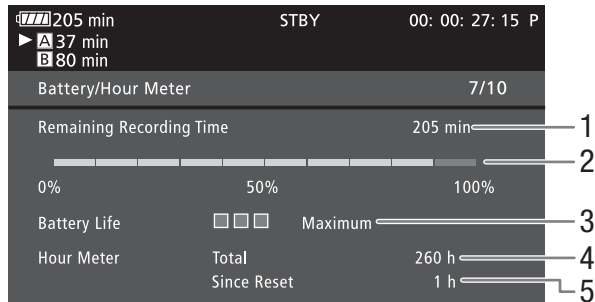 205 min STBY 00: 00: 27: 15 P
A 37 min
B 80 min
Battery/Hour Meter 7/10
Remaining Recording Time 205 min 1
2
0% 50% 100%
Battery Life Maximum 3
Hour Meter Total 260 h 4
Since Reset 1 h 5